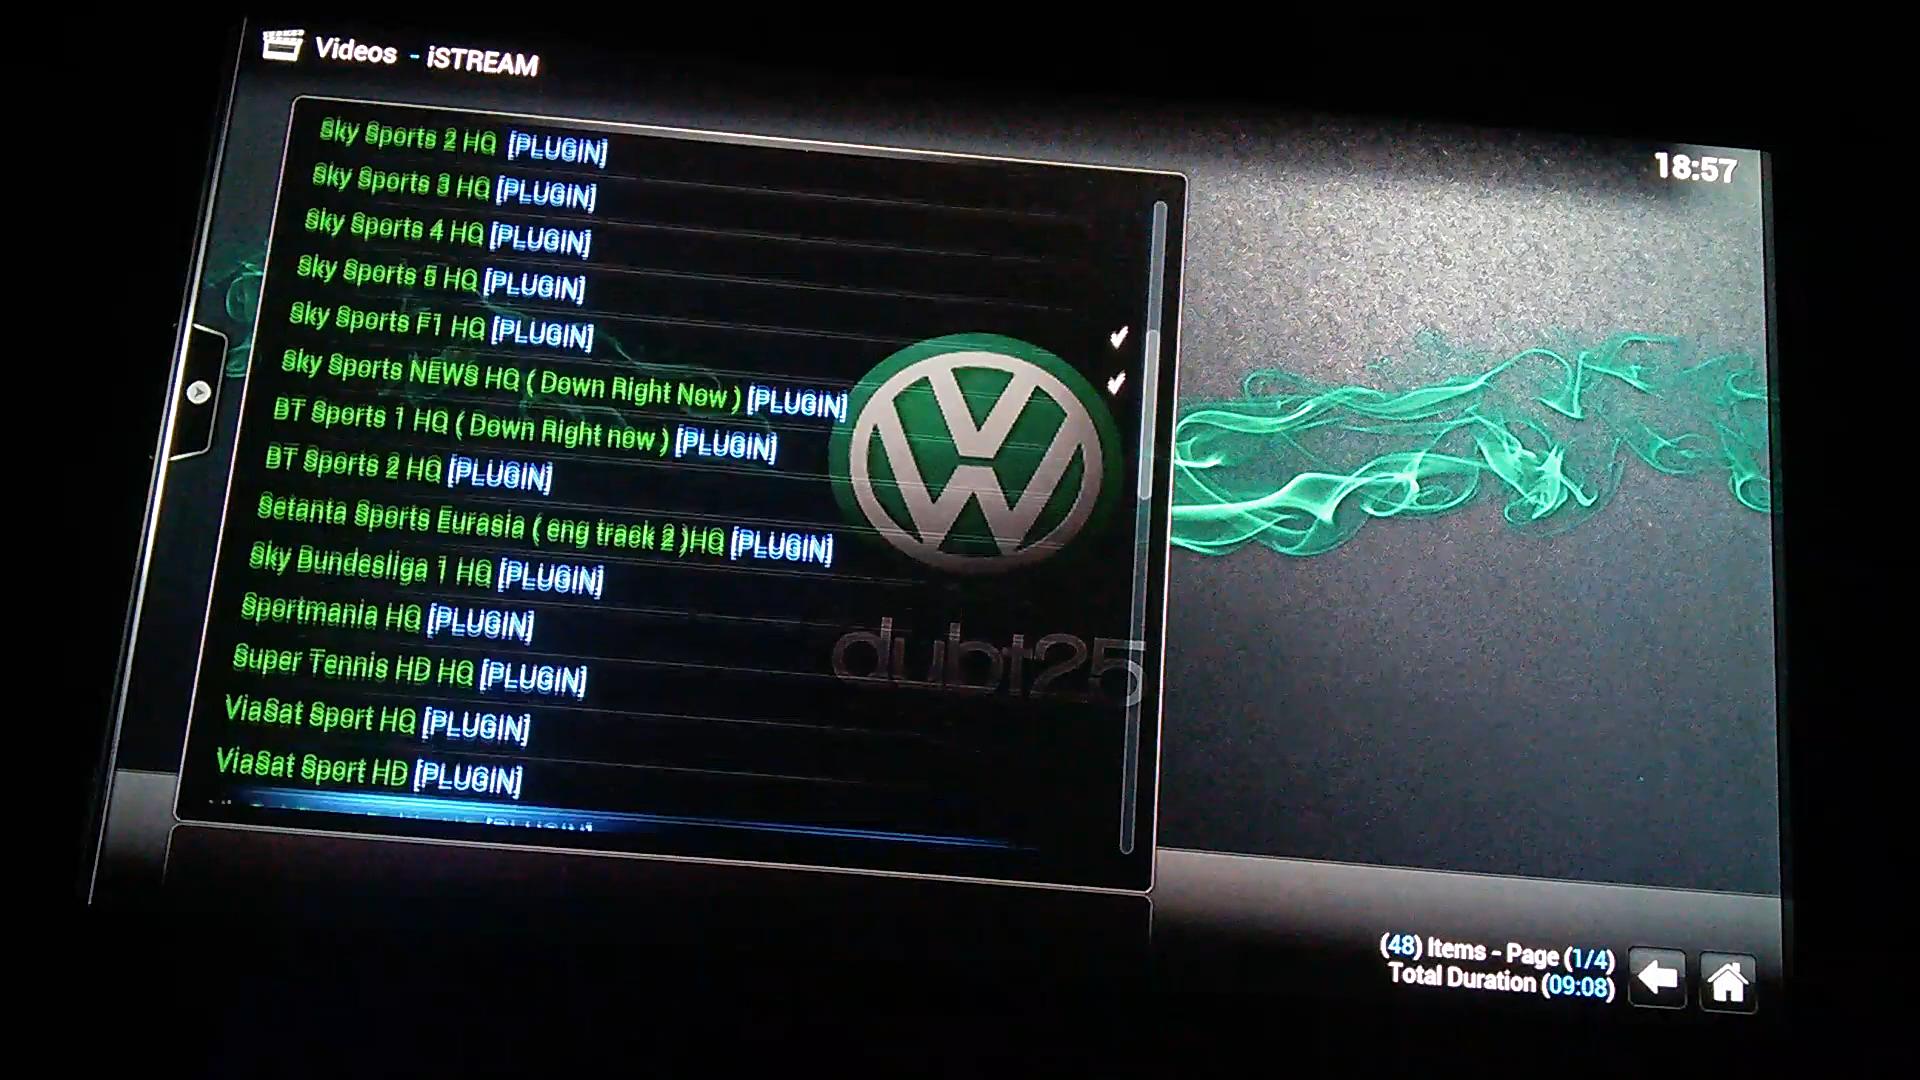 Videos - iSTREAM
18:57
Sky Sports 2 HQ [PLUGIN]
Sky Sports 3 HQ [PLUGIN]
Sky Sports 4 HQ [PLUGIN]
Sky Sports 5 HQ [PLUGIN]
Sky Sports F1 HQ [PLUGIN]
Sky Sports NEWS HQ ( Down Right Now ) [PLUGIN]
BT Sports 1 HQ ( Down Right now ) [PLUGIN]
BT Sports 2 HQ [PLUGIN]
Setanta Sports Eurasia ( eng track 2 )HQ [PLUGIN]
Sky Bundesliga 1 HQ [PLUGIN]
Sportmania HQ [PLUGIN]
Super Tennis HD HQ [PLUGIN]
ViaSat Sport HQ [PLUGIN]
ViaSat Sport HD [PLUGIN]
[PLUGIN]
dubt25
(48) Items - Page (1/4)
Total Duration (09:08)